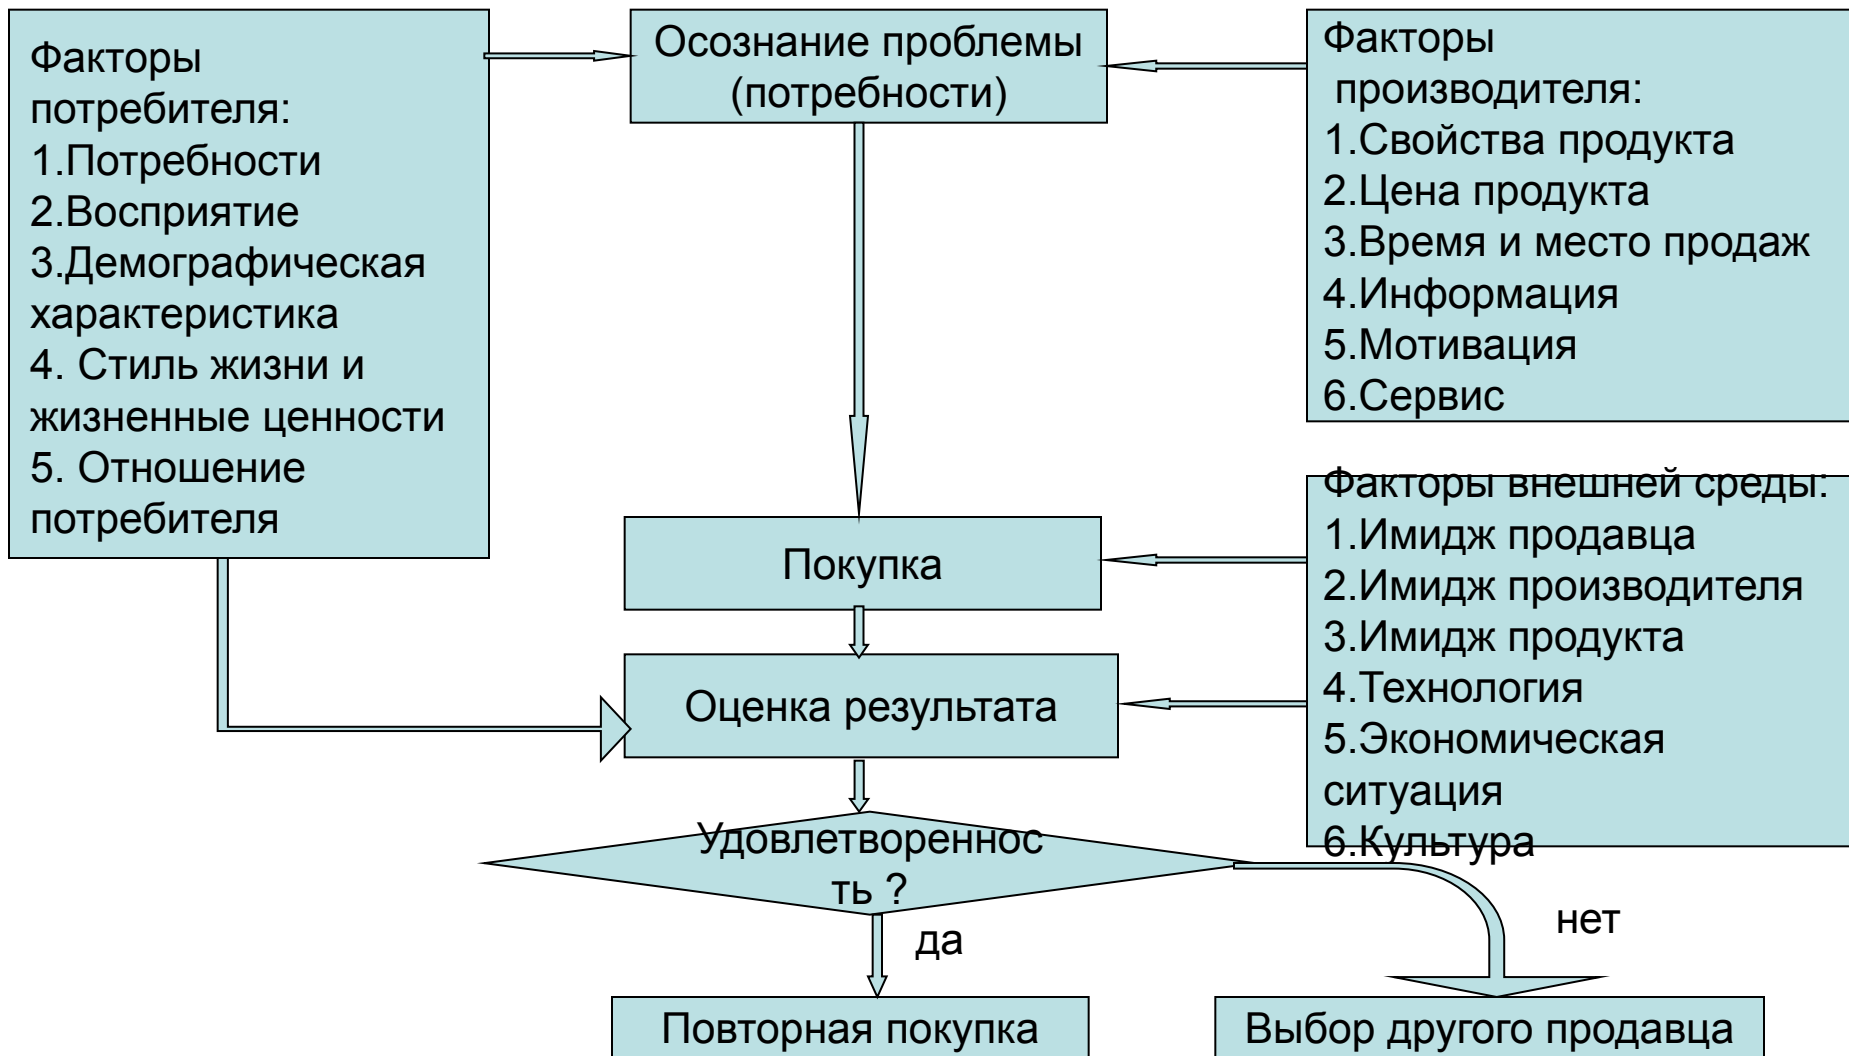 Факторы
потребителя:
1.Потребности
2.Восприятие
3.Демографическая
характеристика
4. Стиль жизни и
жизненные ценности
5. Отношение
потребителя
Осознание проблемы
(потребности)
Факторы
производителя:
1.Свойства продукта
2.Цена продукта
3.Время и место продаж
4.Информация
5.Мотивация
6.Сервис
Факторы внешней среды:
1.Имидж продавца
2.Имидж производителя
3.Имидж продукта
4.Технология
5.Экономическая
ситуация
6.Культура
Покупка
Оценка результата
Удовлетвореннос
ть ?
да
нет
Повторная покупка
Выбор другого продавца